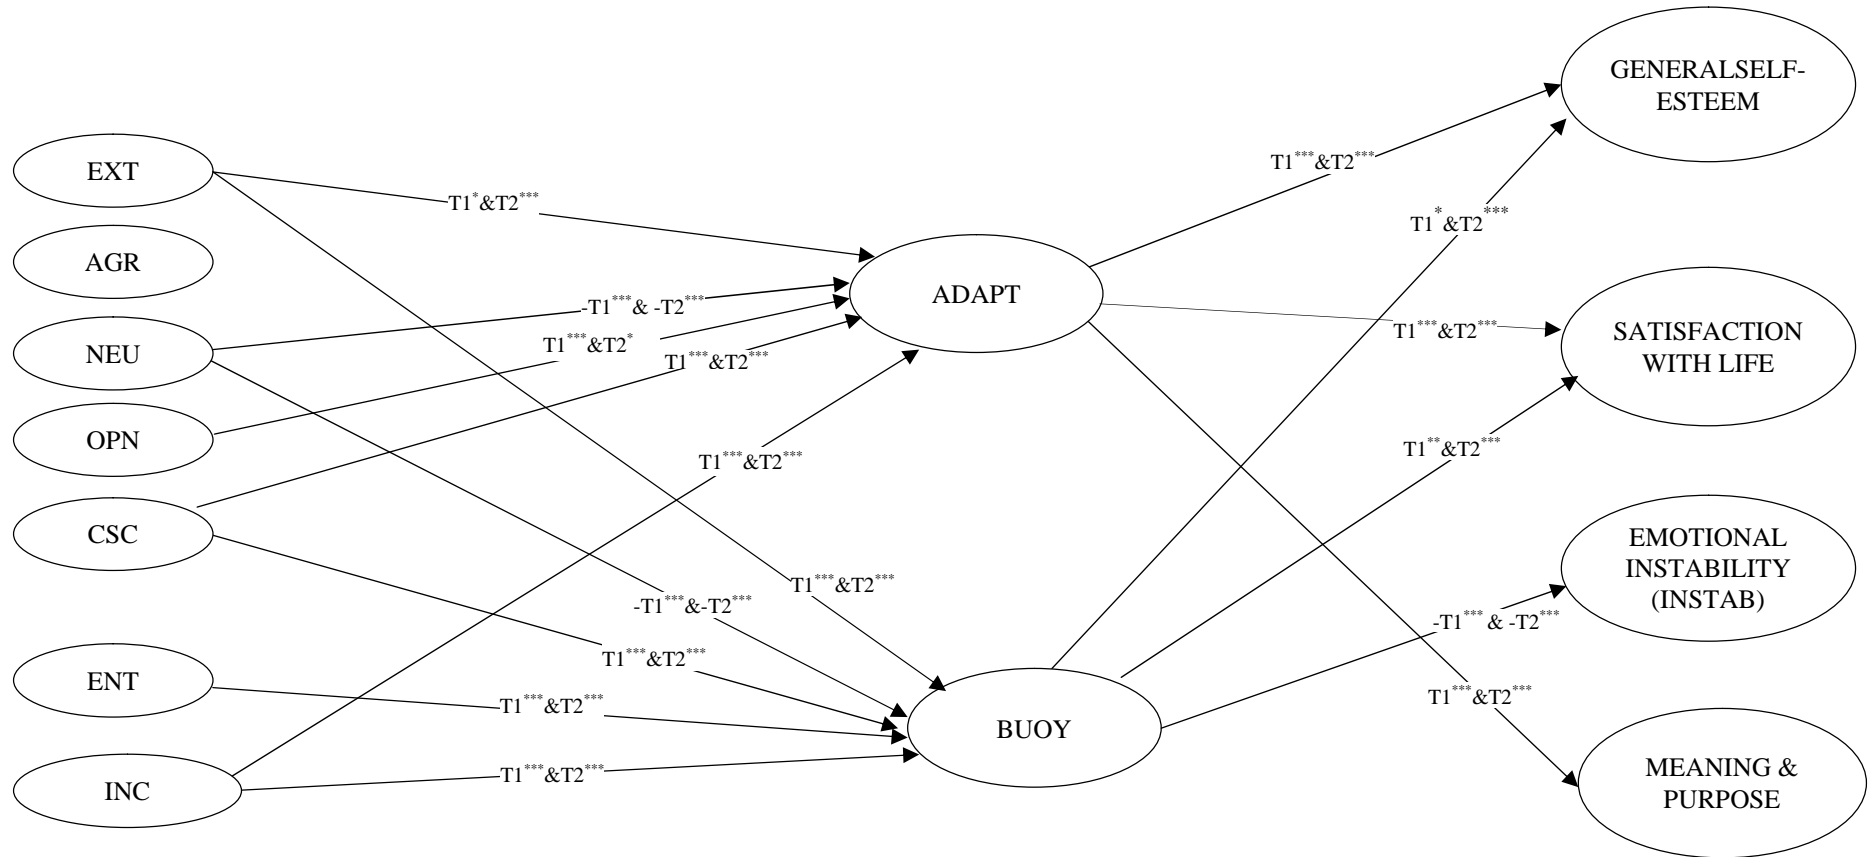 EXT
AGR
NEU
OPN
CSC
ENT
INC
T1*&T2***
-T1***& -T2***
T1***&T2*
T1***&T2***
T1***&T2***
T1***&T2***
-T1***&-T2***
T1***&T2***
T1***&T2***
T1***&T2***
ADAPT
BUOY
T1***&T2***
T1*&T2***
T1***&T2***
T1**&T2***
-T1*** & -T2***
T1***&T2***
GENERALSELF-
ESTEEM
SATISFACTION
WITH LIFE
EMOTIONAL
INSTABILITY
(INSTAB)
MEANING &
PURPOSE